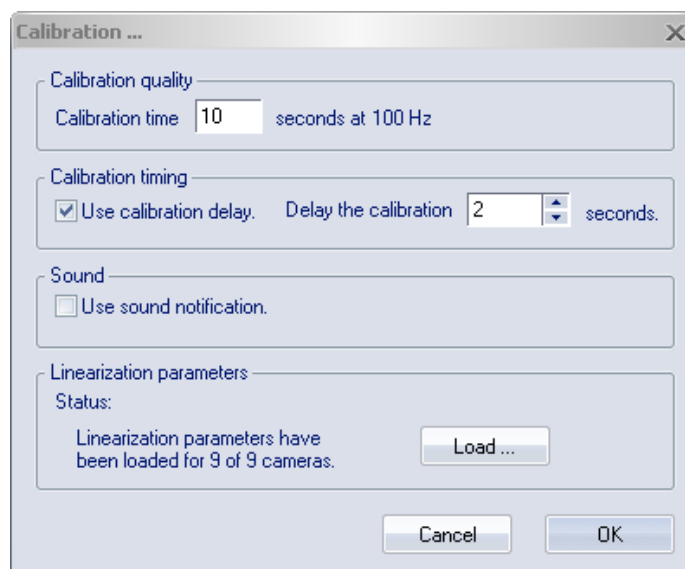 Calibration ...
Calibration quality
Calibration time 10 seconds at 100 Hz
Calibration timing
Use calibration delay. Delay the calibration 2 seconds.
Sound
Use sound notification.
Linearization parameters
Status:
Linearization parameters have
been loaded for 9 of 9 cameras.
Load ...
Cancel OK